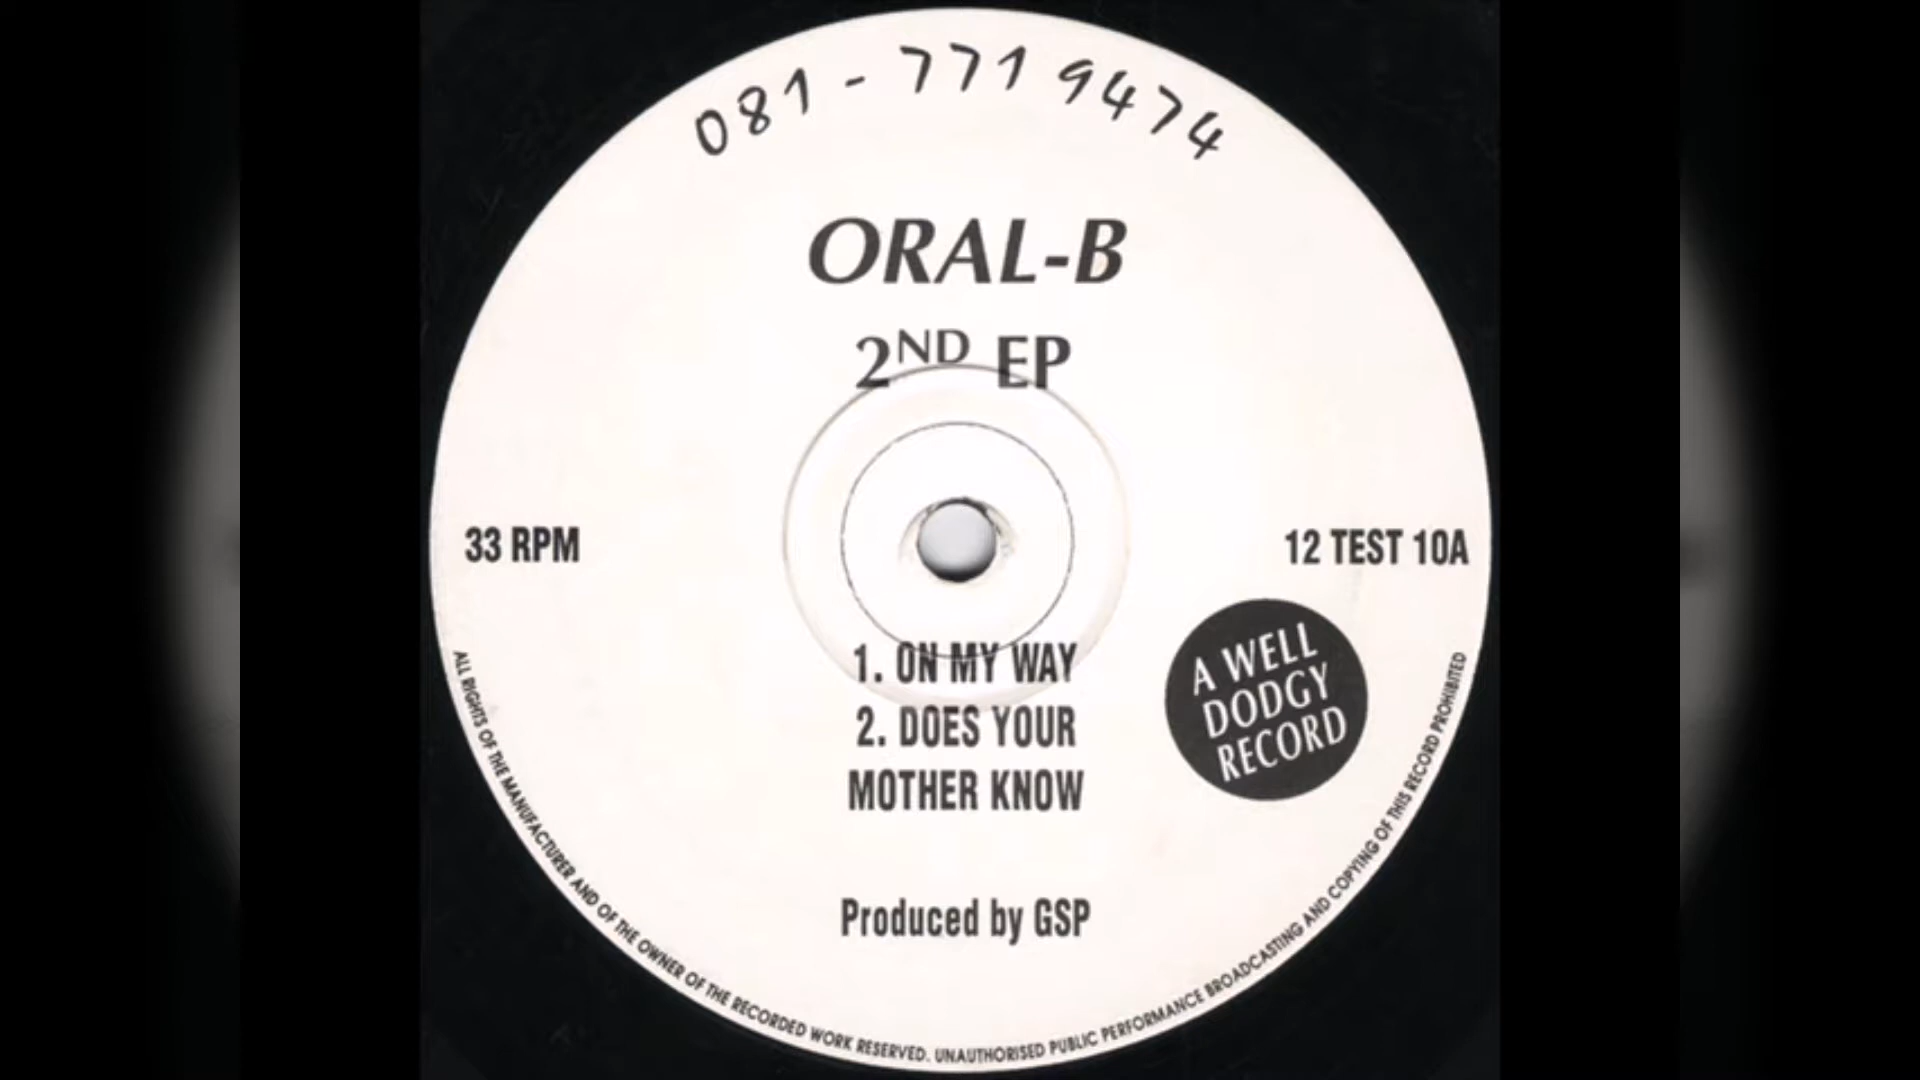 081-771 9474
ORAL-B
2ND EP
33 RPM
12 TEST 10A
1. ON MY WAY
2. DOES YOUR
MOTHER KNOW
A WELL
DODGY
RECORD
Produced by GSP
ALL RIGHTS OF THE MANUFACTURER AND OF THE OWNER OF THE RECORDED WORK RESERVED. UNAUTHORISED PUBLIC PERFORMANCE BROADCASTING AND COPYING OF THIS RECORD PROHIBITED